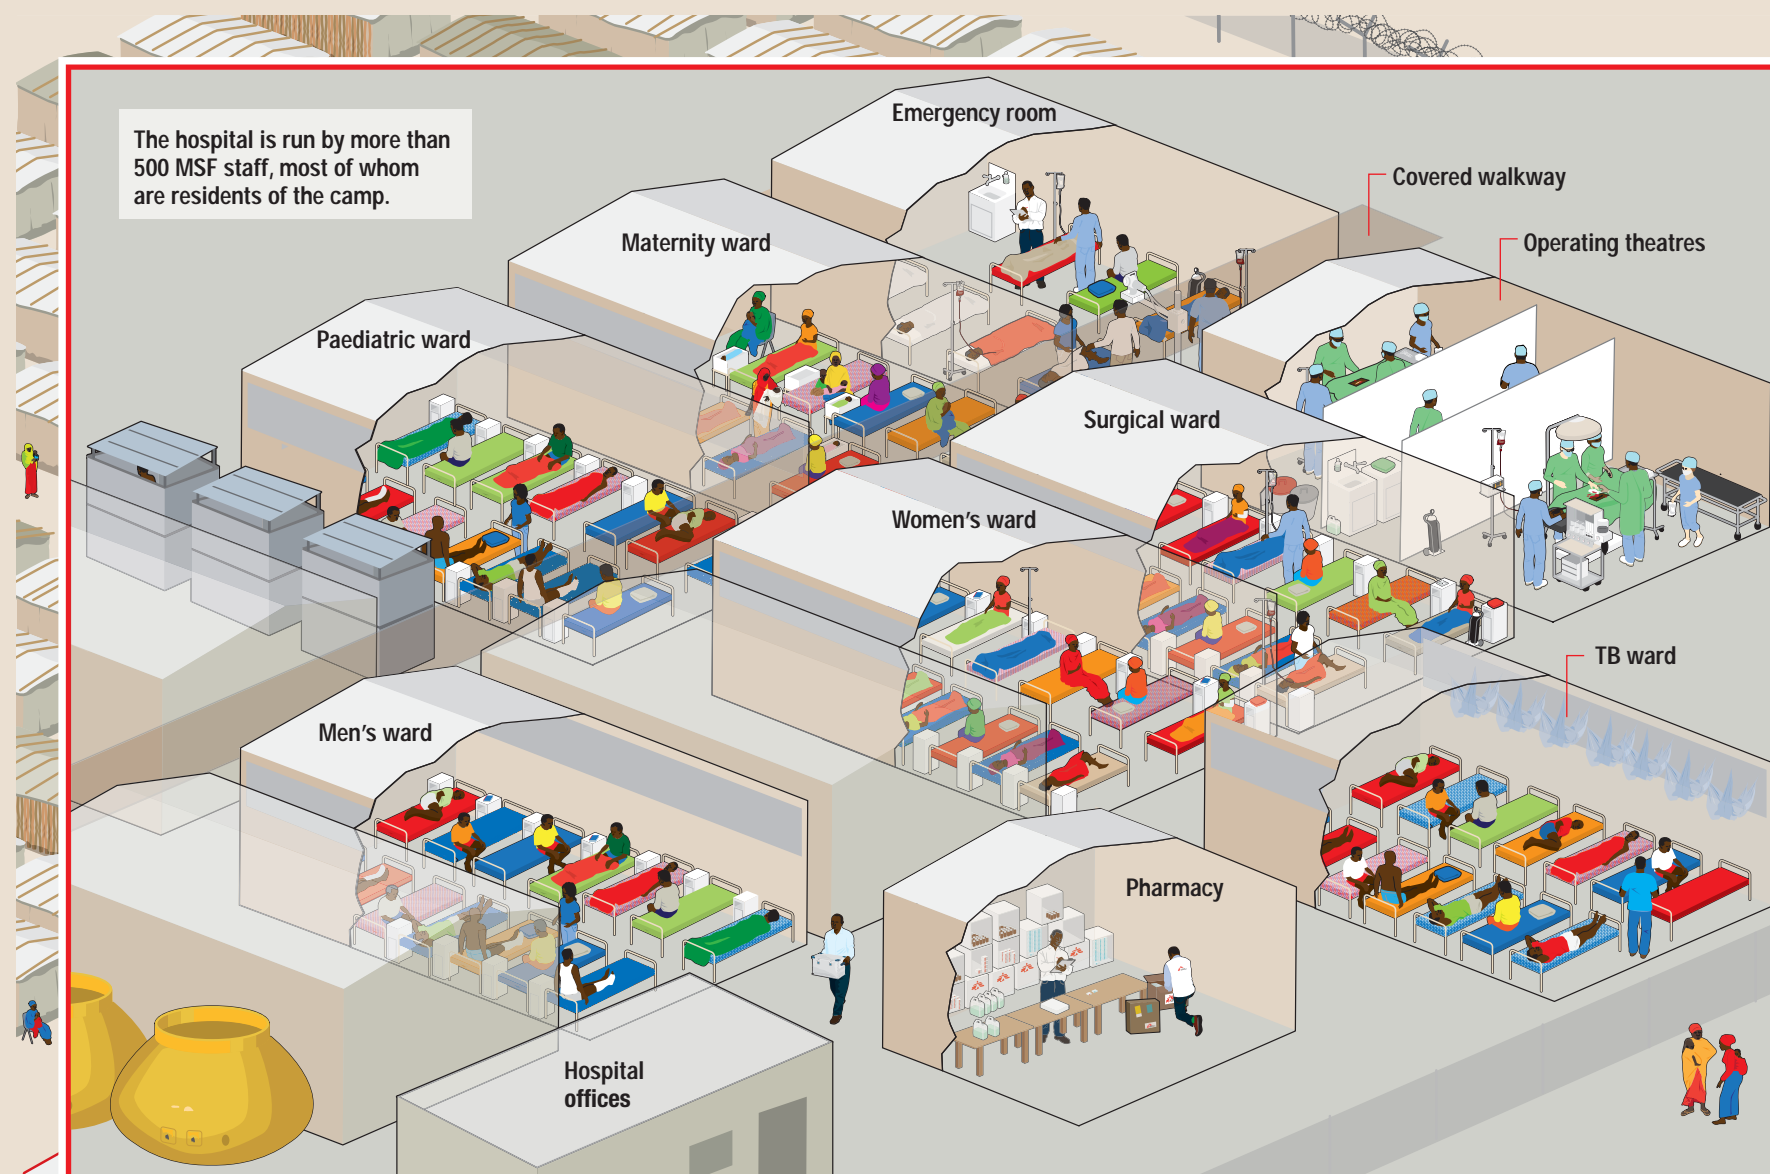 The hospital is run by more than
500 MSF staff, most of whom
are residents of the camp.
Emergency room
Covered walkway
Maternity ward
Operating theatres
Paediatric ward
Surgical ward
Women's ward
TB ward
Men's ward
Pharmacy
Hospital
offices